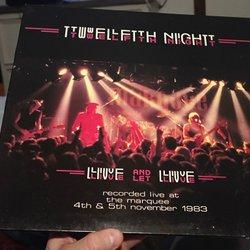 TWELFTH NIGHT
LIVE AND LET LIVE
recorded live at
the marquee
4th & 5th november 1983